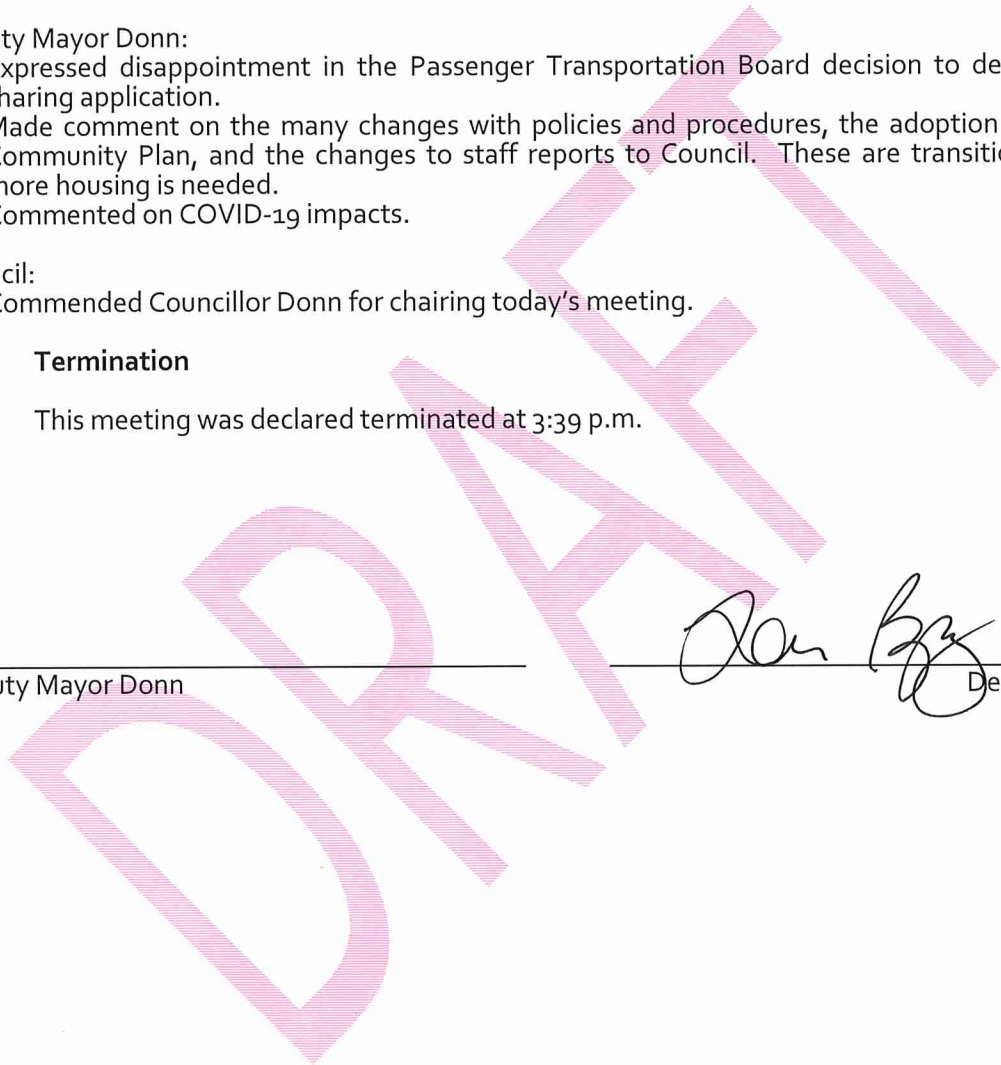 ty Mayor Donn:
xpressed disappointment in the Passenger Transportation Board decision to de
haring application.
Made comment on the many changes with policies and procedures, the adoption
Community Plan, and the changes to staff reports to Council. These are transitio
more housing is needed.
Commented on COVID-19 impacts.
cil:
Commended Councillor Donn for chairing today's meeting.
Termination
This meeting was declared terminated at 3:39 p.m.
uty Mayor Donn
De
DRAFT